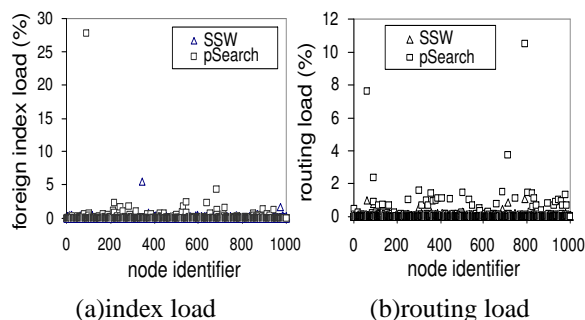 foreign index load (%)
30
25
20
15
10
5
0
0 200 400 600 800 1000
node identifier
SSW
pSearch
(a)index load
routing load (%)
12
10
8
6
4
2
0
0 200 400 600 800 1000
node identifier
SSW
pSearch
(b)routing load